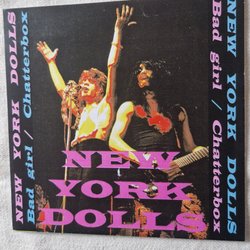 NEW YORK DOLLS
Bad girl / Chatterbox
NEW
YORK
DOLLS
NEW YORK DOLLS
Bad girl / Chatterbox